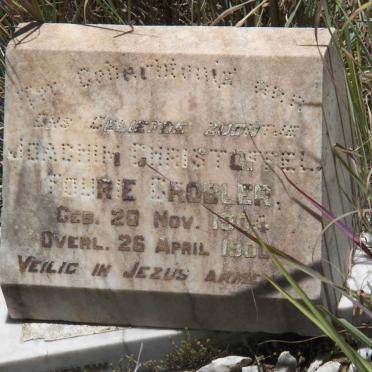 Ter Gedachtenis aan
ons geliefde zoontje
JOACHIM CHRISTOFFEL
FOURIE GROBLER
GEB. 20 NOV.
OVERL. 26 APRIL
VEILIG IN JEZUS ARMEN